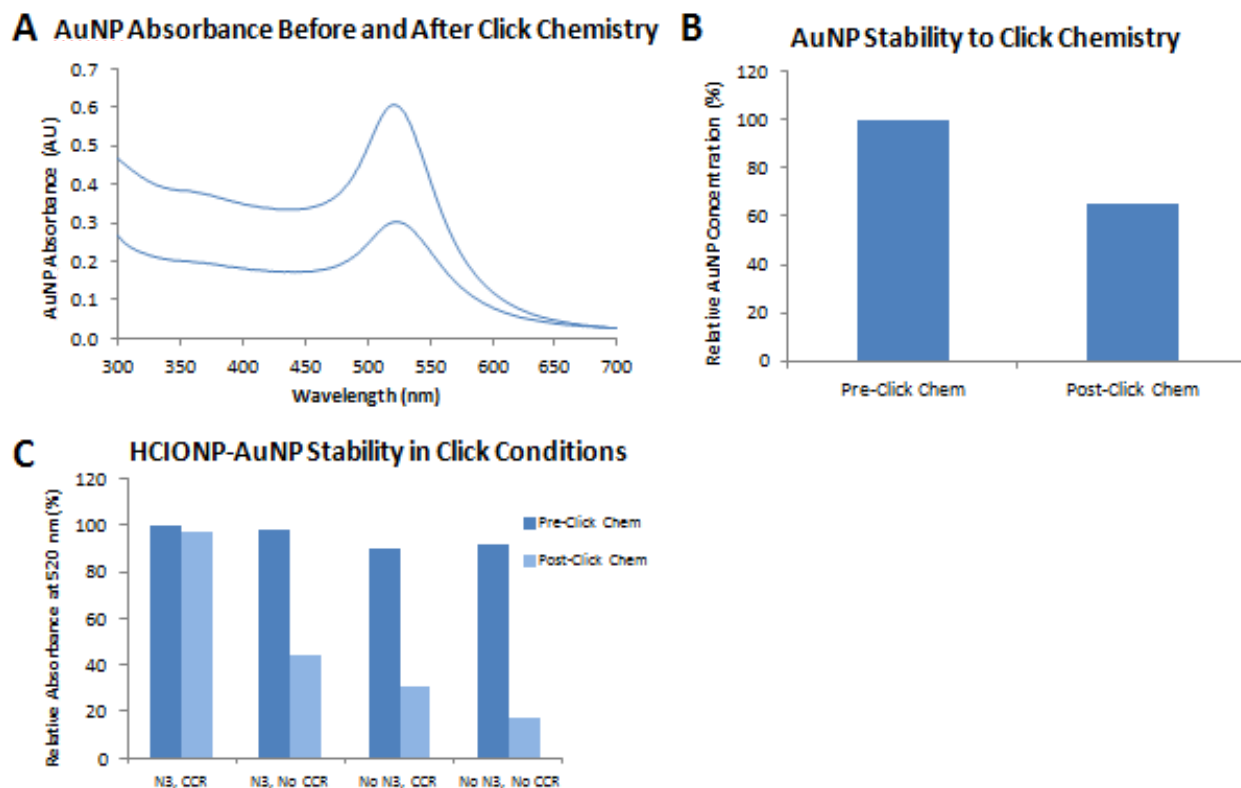 A
AuNP Absorbance Before and After Click Chemistry
AuNP Absorbance (AU)
0.7
0.6
0.5
0.4
0.3
0.2
0.1
0.0
300 350 400 450 500 550 600 650 700
Wavelength (nm)
B
AuNP Stability to Click Chemistry
Relative AuNP Concentration (%)
120
100
80
60
40
20
0
Pre-Click Chem Post-Click Chem
C
HCIONP-AuNP Stability in Click Conditions
Relative Absorbance at 520 nm (%)
120
100
80
60
40
20
0
Pre-Click Chem
Post-Click Chem
N3, CCR N3, No CCR No N3, CCR No N3, No CCR